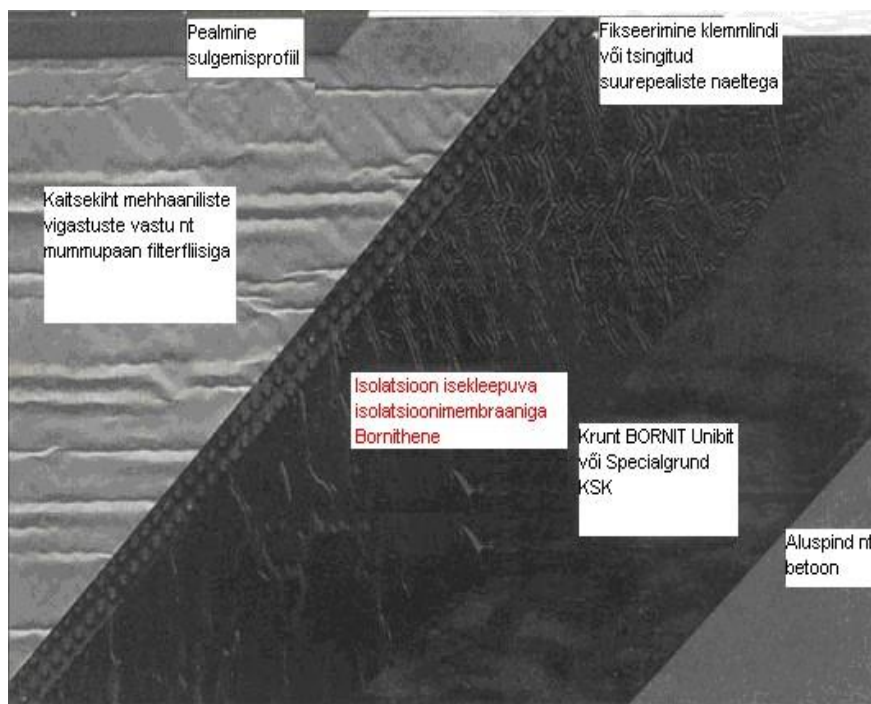 Pealmine
sulgemisprofiil
Fikseerimine klemmlindi
või tsingitud
suurepealiste naeltega
Kaitsekiht mehhaaniliste
vigastuste vastu nt
mummupaan filterfliisiga
Isolatsioon isekleepuva
isolatsioonimembraaniga
Bornithene
Krunt BORNIT Unibit
või Specialgrund
KSK
Aluspind nt
betoon